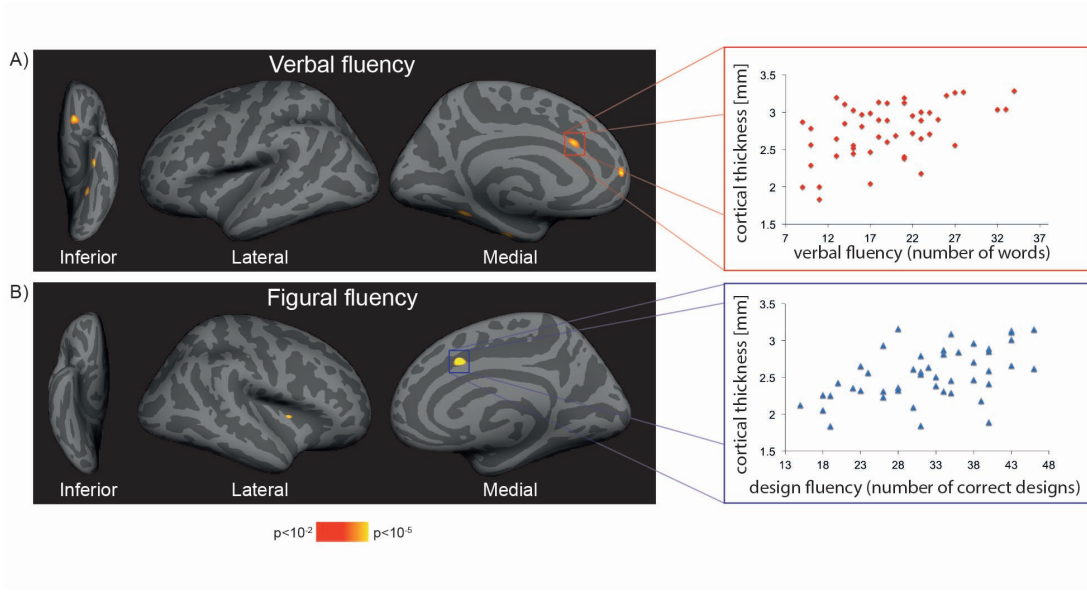 A)
Verbal fluency
Inferior
Lateral
Medial
cortical thickness [mm]
3.5
3
2.5
2
1.5
7 12 17 22 27 32 37
verbal fluency (number of words)
B)
Figural fluency
Inferior
Lateral
Medial
cortical thickness [mm]
3.5
3
2.5
2
1.5
13 18 23 28 33 38 43 48
design fluency (number of correct designs)
p<10⁻² p<10⁻⁵